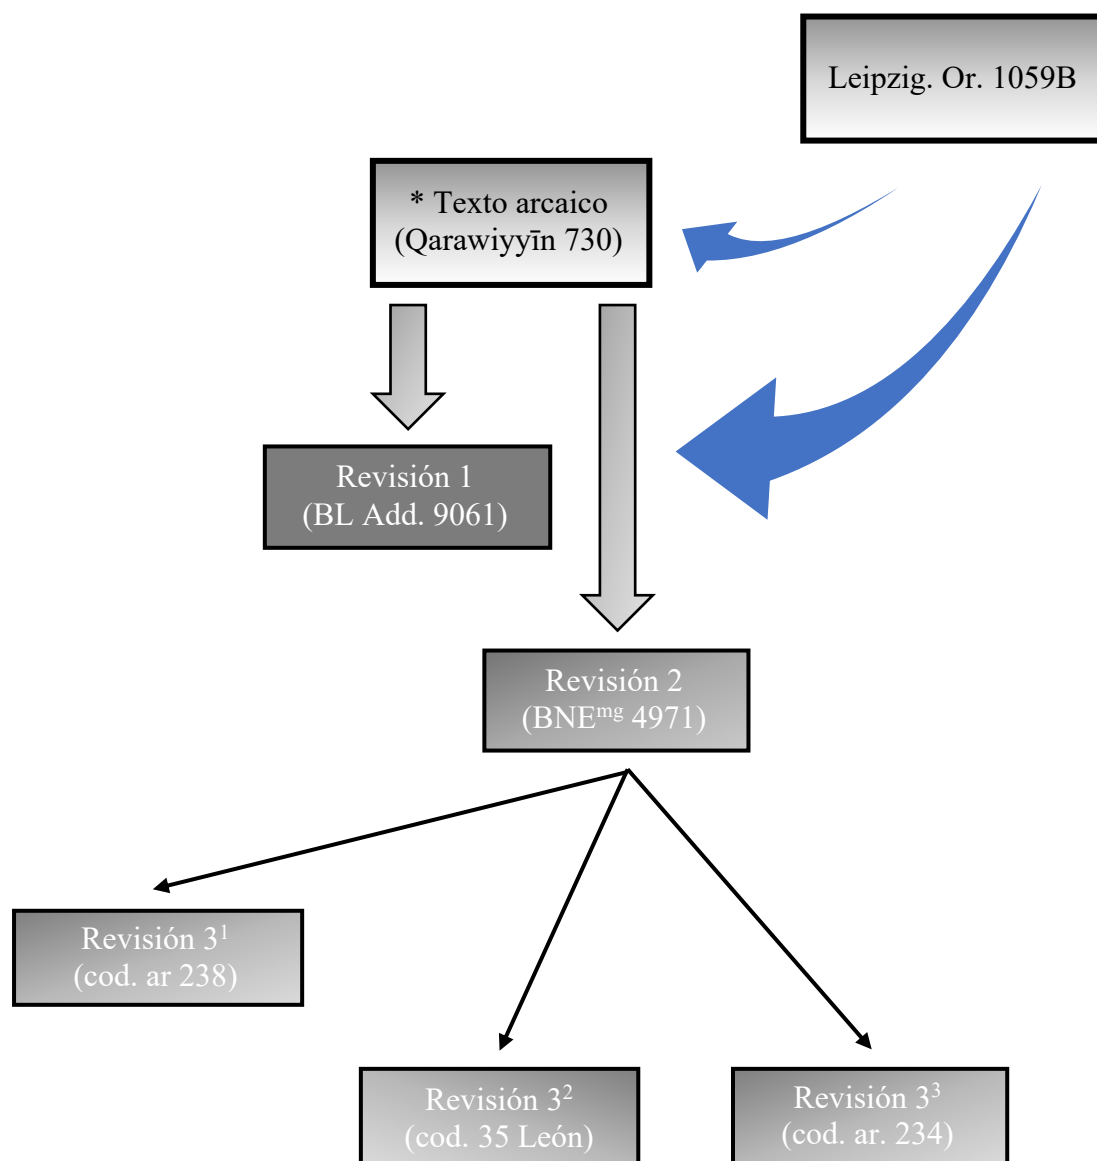 Leipzig. Or. 1059B
* Texto arcaico
(Qarawiyyīn 730)
Revisión 1
(BL Add. 9061)
Revisión 2
(BNEᵐᵍ 4971)
Revisión 3¹
(cod. ar 238)
Revisión 3²
(cod. 35 León)
Revisión 3³
(cod. ar. 234)